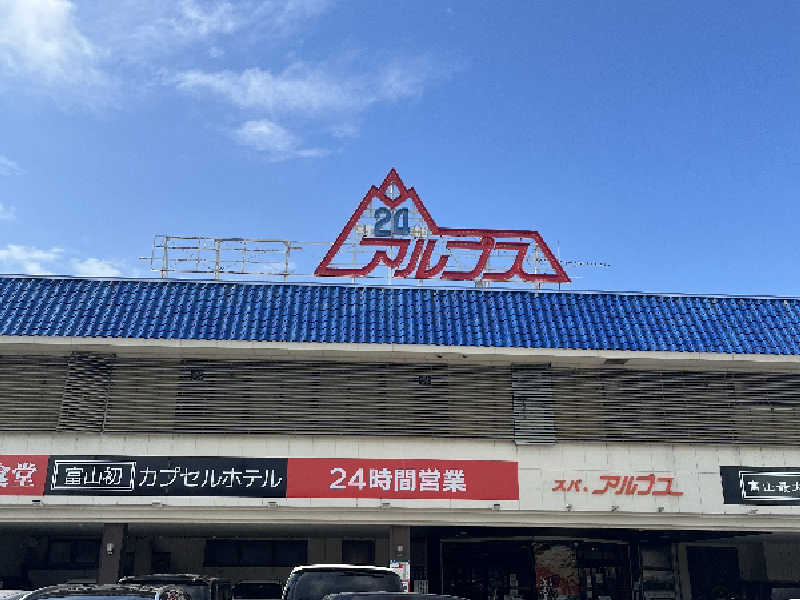 24
アルプス
食堂
富山初 カプセルホテル
24時間営業
スパ・アルプス